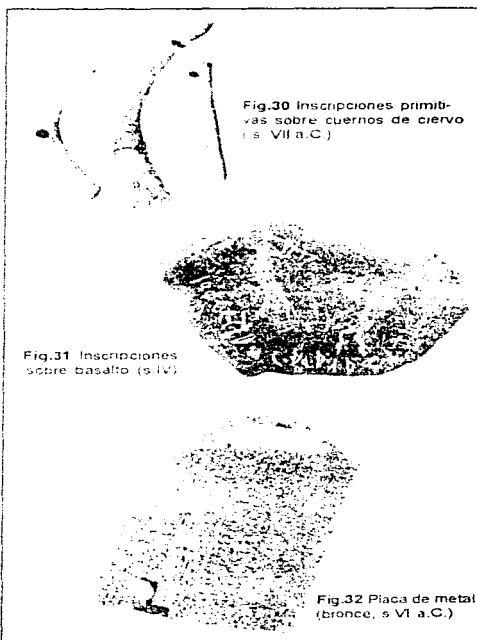 Fig.30 Inscripciones primiti-
vas sobre cuernos de ciervo
(s. VII a.C.)
Fig.31 Inscripciones
sobre basalto (s.IV)
Fig.32 Placa de metal
(bronce, s.VI a.C.)